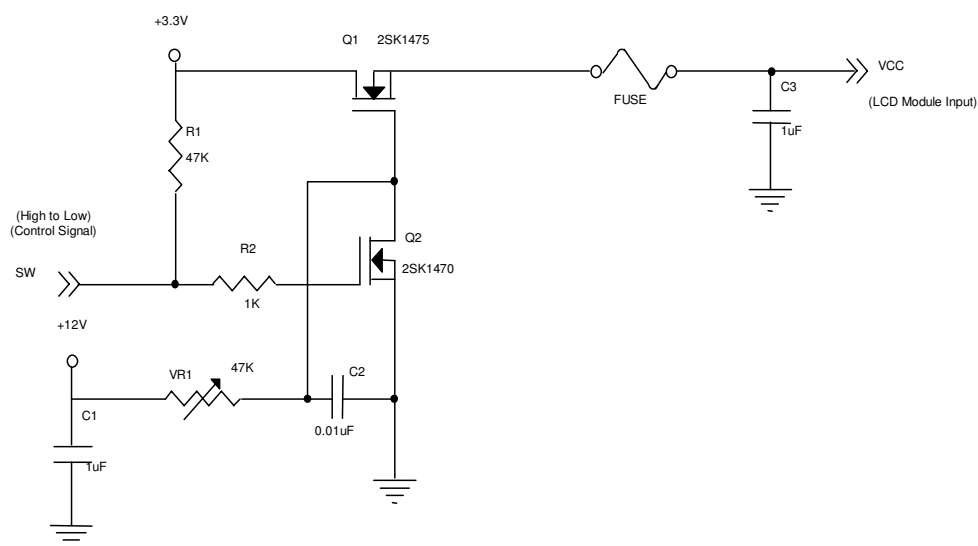 +3.3V
Q1 2SK1475
FUSE
VCC
C3
(LCD Module Input)
1uF
R1
47K
(High to Low)
(Control Signal)
SW
R2
1K
Q2
2SK1470
+12V
VR1
47K
C2
0.01uF
C1
1uF